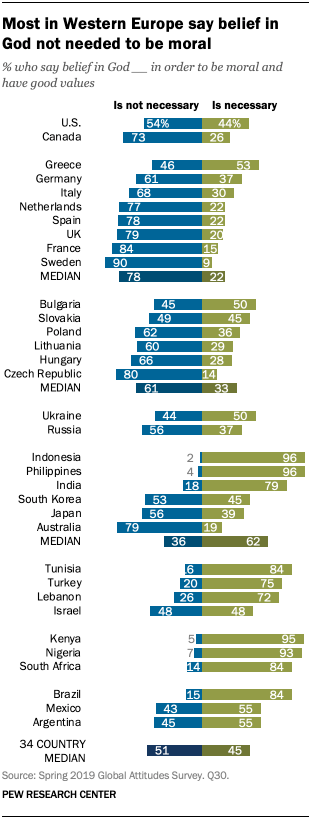 Most in Western Europe say belief in
God not needed to be moral
% who say belief in God __ in order to be moral and
have good values
Is not necessary Is necessary
U.S. 54% 44%
Canada 73 26
Greece 46 53
Germany 61 37
Italy 68 30
Netherlands 77 22
Spain 78 22
UK 79 20
France 84 15
Sweden 90 9
MEDIAN 78 22
Bulgaria 45 50
Slovakia 49 45
Poland 62 36
Lithuania 60 29
Hungary 66 28
Czech Republic 80 14
MEDIAN 61 33
Ukraine 44 50
Russia 56 37
Indonesia 2 96
Philippines 4 96
India 18 79
South Korea 53 45
Japan 56 39
Australia 79 19
MEDIAN 36 62
Tunisia 16 84
Turkey 20 75
Lebanon 26 72
Israel 48 48
Kenya 5 95
Nigeria 7 93
South Africa 14 84
Brazil 15 84
Mexico 43 55
Argentina 45 55
34 COUNTRY
MEDIAN 51 45
Source: Spring 2019 Global Attitudes Survey. Q30.
PEW RESEARCH CENTER